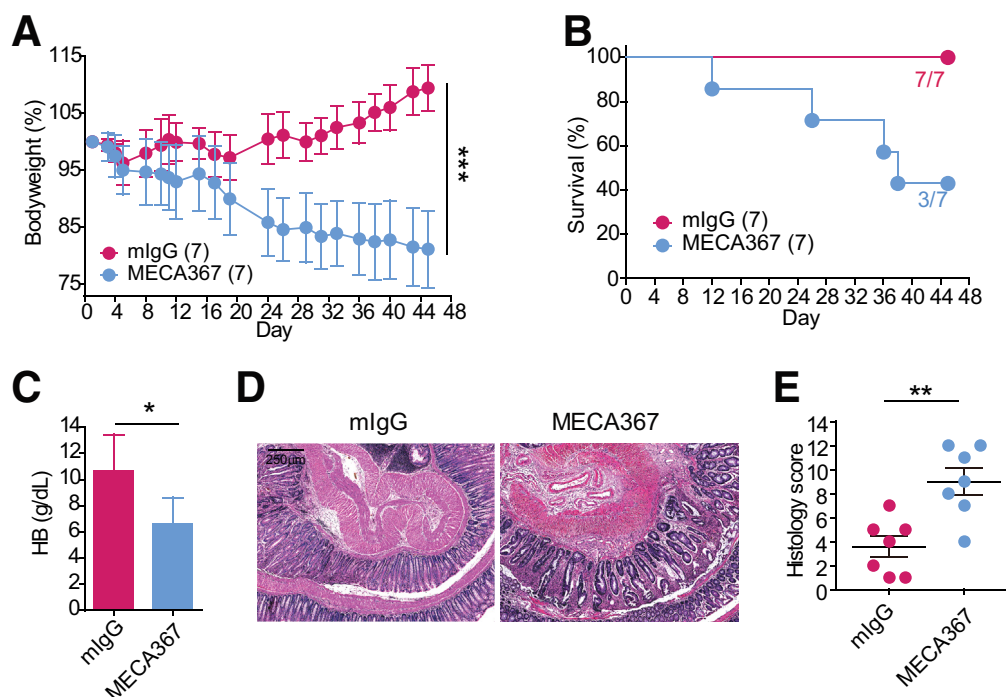 A
115
105
95
85
75
Bodyweight (%)
mIgG (7)
MECA367 (7)
***
0 4 8 12 16 20 24 28 32 36 40 44 48
Day
B
100
80
60
40
20
0
Survival (%)
7/7
3/7
mIgG (7)
MECA367 (7)
0 4 8 12 16 20 24 28 32 36 40 44 48
Day
C
14
12
10
8
6
4
2
0
HB (g/dL)
*
mIgG
MECA367
D
mIgG
MECA367
250µm
E
**
14
12
10
8
6
4
2
0
Histology score
mIgG
MECA367